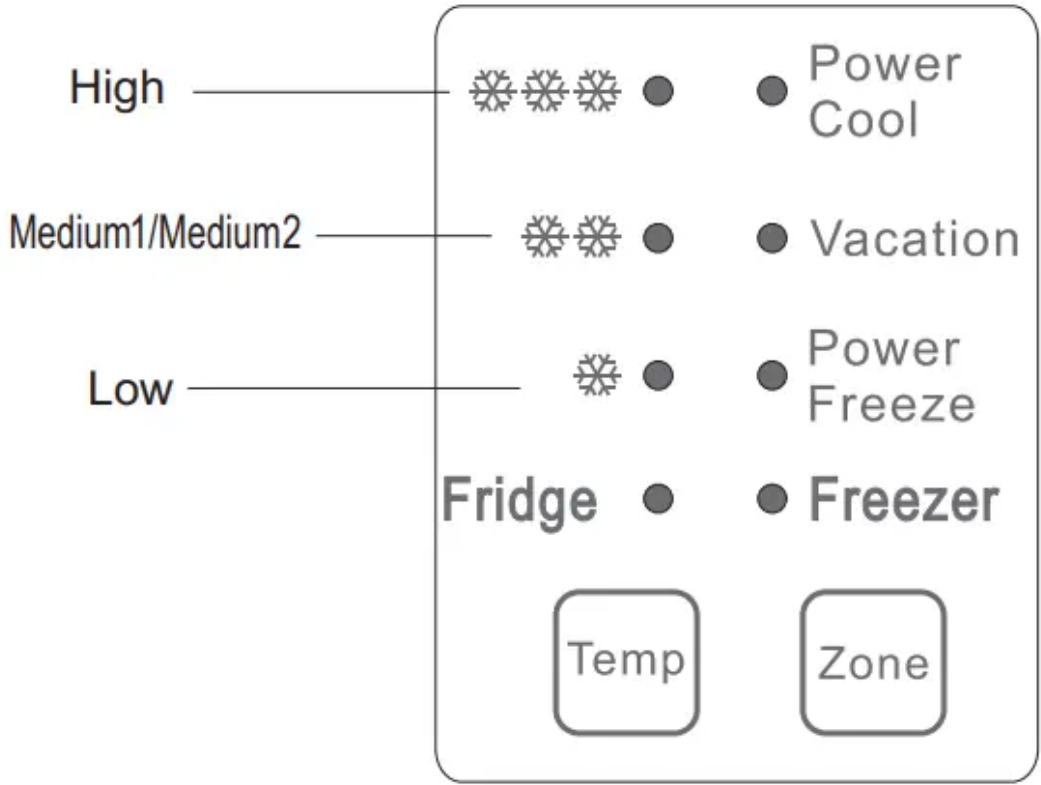 High
Power
Cool
Medium1/Medium2
Vacation
Low
Power
Freeze
Fridge
Freezer
Temp
Zone